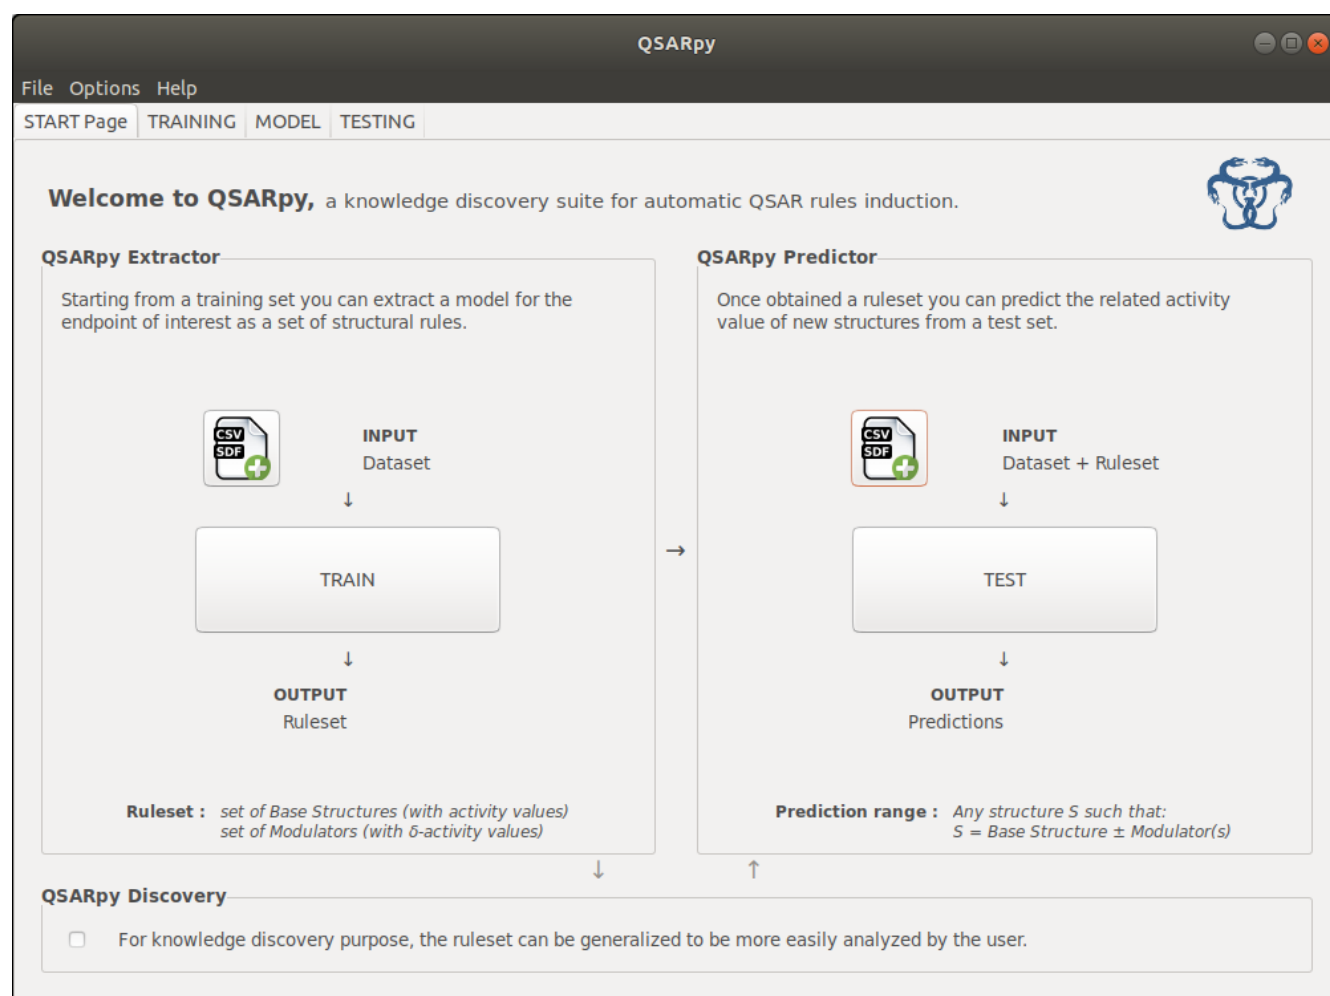 QSARpy
File Options Help
START Page TRAINING MODEL TESTING
Welcome to QSARpy, a knowledge discovery suite for automatic QSAR rules induction.
QSARpy Extractor
Starting from a training set you can extract a model for the
endpoint of interest as a set of structural rules.
CSV
SDF
INPUT
Dataset
↓
TRAIN
↓
OUTPUT
Ruleset
Ruleset : set of Base Structures (with activity values)
set of Modulators (with δ-activity values)
→
QSARpy Predictor
Once obtained a ruleset you can predict the related activity
value of new structures from a test set.
CSV
SDF
INPUT
Dataset + Ruleset
↓
TEST
↓
OUTPUT
Predictions
Prediction range : Any structure S such that:
S = Base Structure ± Modulator(s)
↓ ↑
QSARpy Discovery
For knowledge discovery purpose, the ruleset can be generalized to be more easily analyzed by the user.